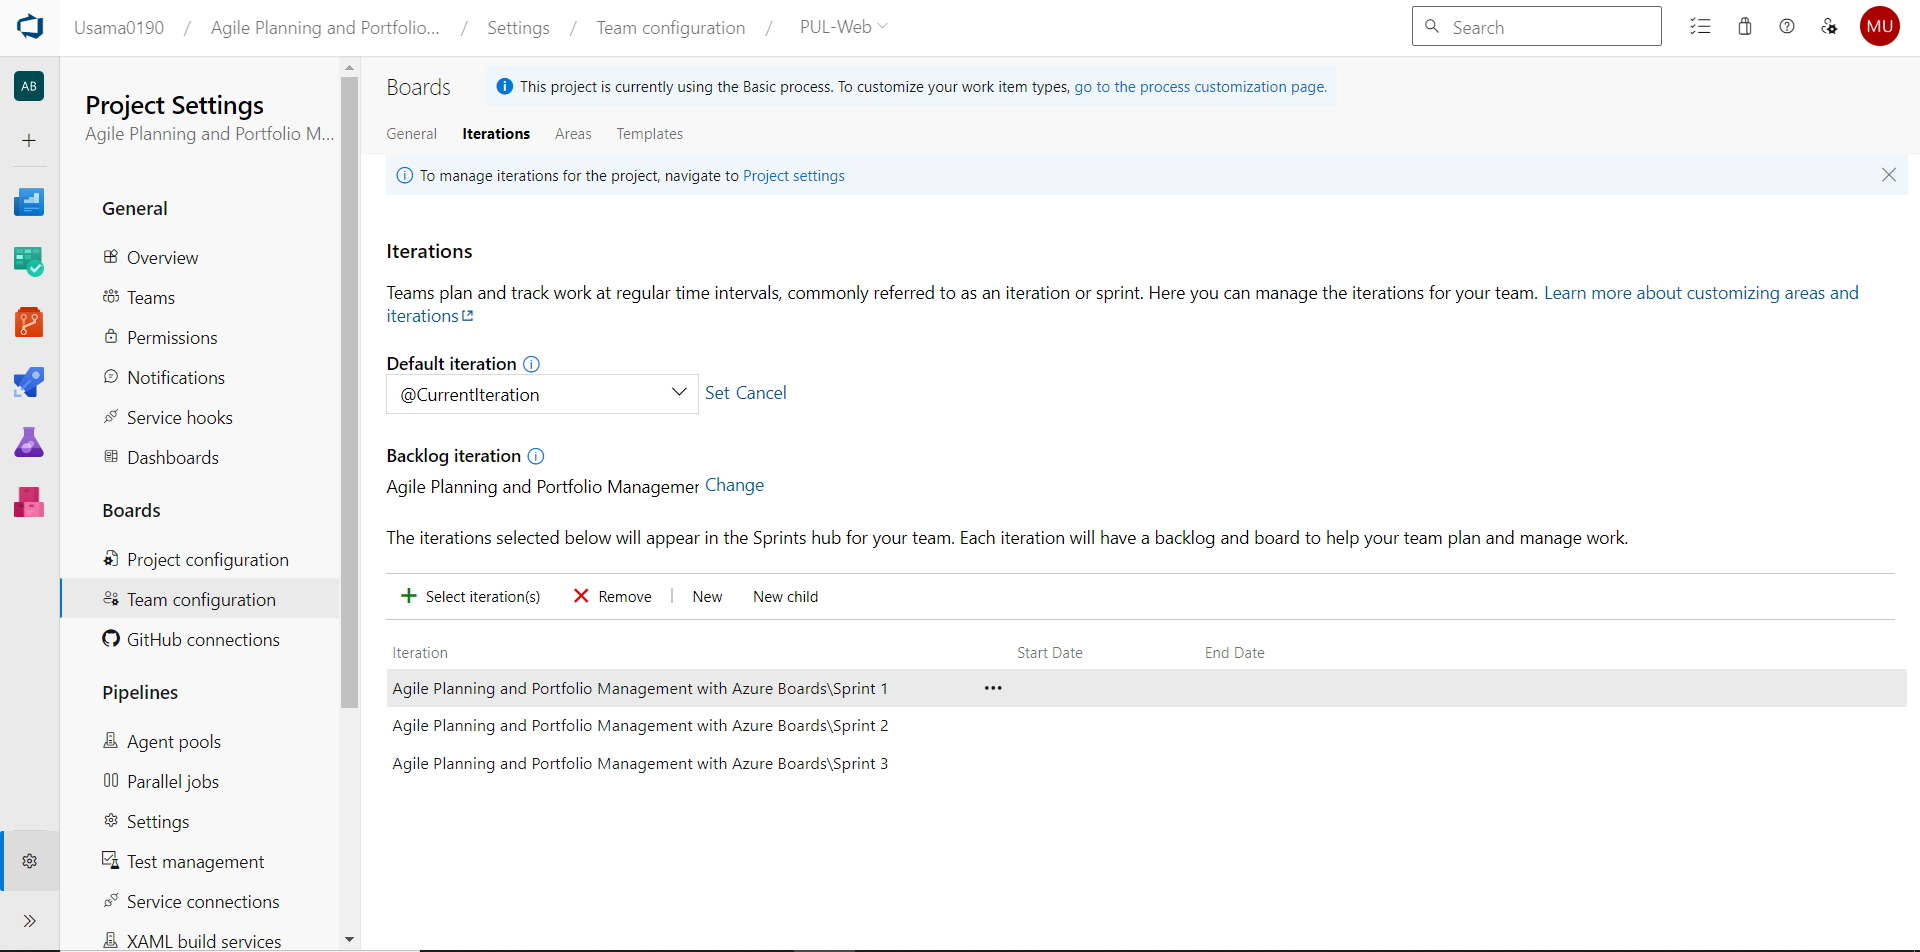 Usama0190 / Agile Planning and Portfolio... / Settings / Team configuration / PUL-Web
Search
MU
AB
Project Settings
Agile Planning and Portfolio M...
General
Overview
Teams
Permissions
Notifications
Service hooks
Dashboards
Boards
Project configuration
Team configuration
GitHub connections
Pipelines
Agent pools
Parallel jobs
Settings
Test management
Service connections
XAML build services
Boards
This project is currently using the Basic process. To customize your work item types, go to the process customization page.
General Iterations Areas Templates
To manage iterations for the project, navigate to Project settings
Iterations
Teams plan and track work at regular time intervals, commonly referred to as an iteration or sprint. Here you can manage the iterations for your team. Learn more about customizing areas and
iterations
Default iteration
@CurrentIteration Set Cancel
Backlog iteration
Agile Planning and Portfolio Managemer Change
The iterations selected below will appear in the Sprints hub for your team. Each iteration will have a backlog and board to help your team plan and manage work.
Select iteration(s) Remove | New New child
Iteration Start Date End Date
Agile Planning and Portfolio Management with Azure Boards\Sprint 1 •••
Agile Planning and Portfolio Management with Azure Boards\Sprint 2
Agile Planning and Portfolio Management with Azure Boards\Sprint 3